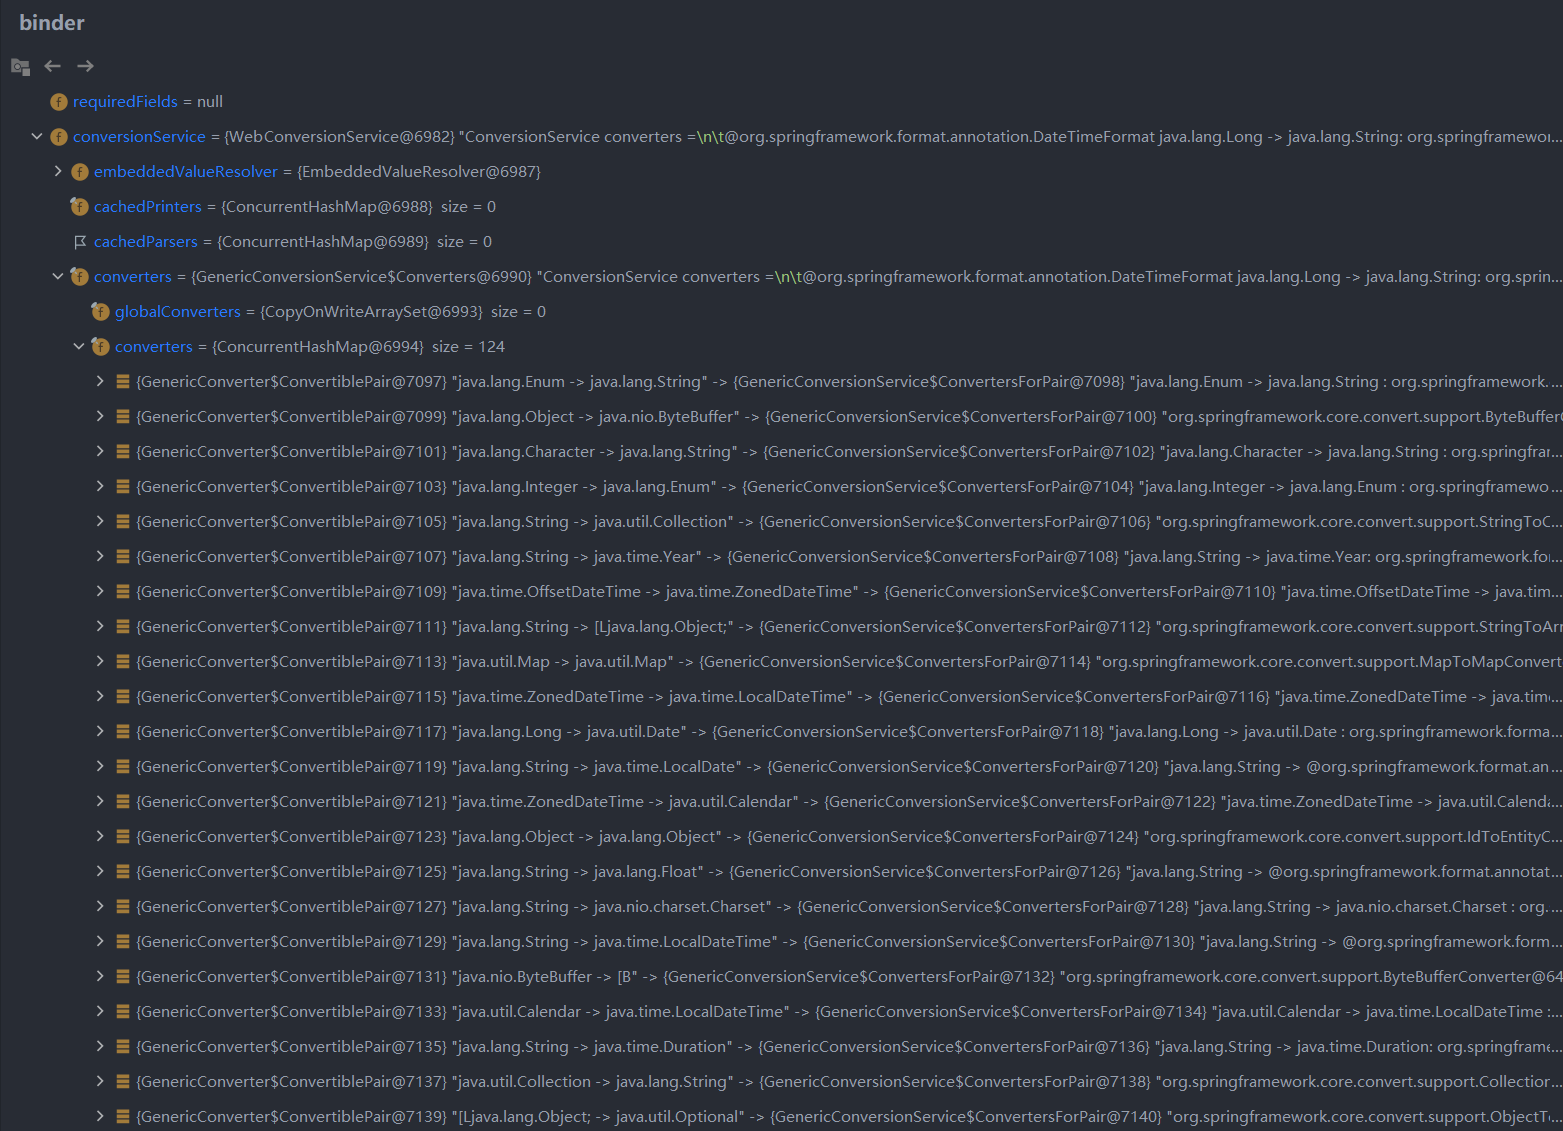 binder
requiredFields = null
conversionService = {WebConversionService@6982} "ConversionService converters =\n\t@org.springframework.format.annotation.DateTimeFormat java.lang.Long -> java.lang.String: org.springframewor...
embeddedValueResolver = {EmbeddedValueResolver@6987}
cachedPrinters = {ConcurrentHashMap@6988} size = 0
cachedParsers = {ConcurrentHashMap@6989} size = 0
converters = {GenericConversionService$Converters@6990} "ConversionService converters =\n\t@org.springframework.format.annotation.DateTimeFormat java.lang.Long -> java.lang.String: org.sprin...
globalConverters = {CopyOnWriteArraySet@6993} size = 0
converters = {ConcurrentHashMap@6994} size = 124
{GenericConverter$ConvertiblePair@7097} "java.lang.Enum -> java.lang.String" -> {GenericConversionService$ConvertersForPair@7098} "java.lang.Enum -> java.lang.String : org.springframework....
{GenericConverter$ConvertiblePair@7099} "java.lang.Object -> java.nio.ByteBuffer" -> {GenericConversionService$ConvertersForPair@7100} "org.springframework.core.convert.support.ByteBufferC
{GenericConverter$ConvertiblePair@7101} "java.lang.Character -> java.lang.String" -> {GenericConversionService$ConvertersForPair@7102} "java.lang.Character -> java.lang.String : org.springfrar...
{GenericConverter$ConvertiblePair@7103} "java.lang.Integer -> java.lang.Enum" -> {GenericConversionService$ConvertersForPair@7104} "java.lang.Integer -> java.lang.Enum : org.springframewo...
{GenericConverter$ConvertiblePair@7105} "java.lang.String -> java.util.Collection" -> {GenericConversionService$ConvertersForPair@7106} "org.springframework.core.convert.support.StringToC...
{GenericConverter$ConvertiblePair@7107} "java.lang.String -> java.time.Year" -> {GenericConversionService$ConvertersForPair@7108} "java.lang.String -> java.time.Year: org.springframework.for...
{GenericConverter$ConvertiblePair@7109} "java.time.OffsetDateTime -> java.time.ZonedDateTime" -> {GenericConversionService$ConvertersForPair@7110} "java.time.OffsetDateTime -> java.tim...
{GenericConverter$ConvertiblePair@7111} "java.lang.String -> [Ljava.lang.Object;" -> {GenericConversionService$ConvertersForPair@7112} "org.springframework.core.convert.support.StringToArr
{GenericConverter$ConvertiblePair@7113} "java.util.Map -> java.util.Map" -> {GenericConversionService$ConvertersForPair@7114} "org.springframework.core.convert.support.MapToMapConvert
{GenericConverter$ConvertiblePair@7115} "java.time.ZonedDateTime -> java.time.LocalDateTime" -> {GenericConversionService$ConvertersForPair@7116} "java.time.ZonedDateTime -> java.time...
{GenericConverter$ConvertiblePair@7117} "java.lang.Long -> java.util.Date" -> {GenericConversionService$ConvertersForPair@7118} "java.lang.Long -> java.util.Date : org.springframework.forma...
{GenericConverter$ConvertiblePair@7119} "java.lang.String -> java.time.LocalDate" -> {GenericConversionService$ConvertersForPair@7120} "java.lang.String -> @org.springframework.format.an...
{GenericConverter$ConvertiblePair@7121} "java.time.ZonedDateTime -> java.util.Calendar" -> {GenericConversionService$ConvertersForPair@7122} "java.time.ZonedDateTime -> java.util.Calenda...
{GenericConverter$ConvertiblePair@7123} "java.lang.Object -> java.lang.Object" -> {GenericConversionService$ConvertersForPair@7124} "org.springframework.core.convert.support.IdToEntityC...
{GenericConverter$ConvertiblePair@7125} "java.lang.String -> java.lang.Float" -> {GenericConversionService$ConvertersForPair@7126} "java.lang.String -> @org.springframework.format.annotat...
{GenericConverter$ConvertiblePair@7127} "java.lang.String -> java.nio.charset.Charset" -> {GenericConversionService$ConvertersForPair@7128} "java.lang.String -> java.nio.charset.Charset : org....
{GenericConverter$ConvertiblePair@7129} "java.lang.String -> java.time.LocalDateTime" -> {GenericConversionService$ConvertersForPair@7130} "java.lang.String -> @org.springframework.form...
{GenericConverter$ConvertiblePair@7131} "java.nio.ByteBuffer -> [B" -> {GenericConversionService$ConvertersForPair@7132} "org.springframework.core.convert.support.ByteBufferConverter@64
{GenericConverter$ConvertiblePair@7133} "java.util.Calendar -> java.time.LocalDateTime" -> {GenericConversionService$ConvertersForPair@7134} "java.util.Calendar -> java.time.LocalDateTime :...
{GenericConverter$ConvertiblePair@7135} "java.lang.String -> java.time.Duration" -> {GenericConversionService$ConvertersForPair@7136} "java.lang.String -> java.time.Duration: org.springframe...
{GenericConverter$ConvertiblePair@7137} "java.util.Collection -> java.lang.String" -> {GenericConversionService$ConvertersForPair@7138} "org.springframework.core.convert.support.Collection...
{GenericConverter$ConvertiblePair@7139} "[Ljava.lang.Object; -> java.util.Optional" -> {GenericConversionService$ConvertersForPair@7140} "org.springframework.core.convert.support.ObjectTo...